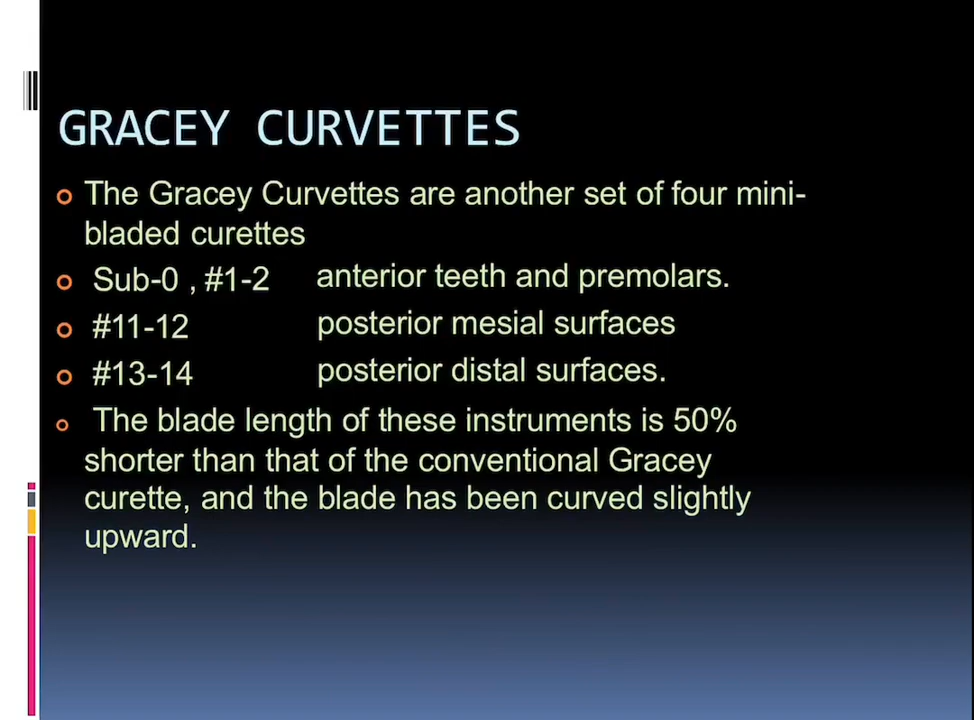 GRACEY CURVETTES
The Gracey Curvettes are another set of four mini-
bladed curettes
Sub-0 , #1-2 anterior teeth and premolars.
#11-12 posterior mesial surfaces
#13-14 posterior distal surfaces.
The blade length of these instruments is 50%
shorter than that of the conventional Gracey
curette, and the blade has been curved slightly
upward.